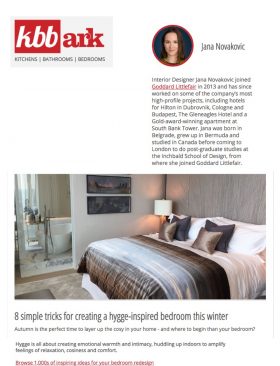 kbbark
KITCHENS | BATHROOMS | BEDROOMS
Jana Novakovic
Interior Designer Jana Novakovic joined
Goddard Littlefair in 2013 and has since
worked on some of the company's most
high-profile projects, including hotels
for Hilton in Dubrovnik, Cologne and
Budapest, The Gleneagles Hotel and a
Gold-award-winning apartment at
South Bank Tower. Jana was born in
Belgrade, grew up in Bermuda and
studied in Canada before coming to
London to do post-graduate studies at
the Inchbald School of Design, from
where she joined Goddard Littlefair.
8 simple tricks for creating a hygge-inspired bedroom this winter
Autumn is the perfect time to layer up the cosy in your home - and where to begin than your bedroom?
Hygge is all about creating emotional warmth and intimacy, huddling up indoors to amplify
feelings of relaxation, cosiness and comfort.
Browse 1,000s of inspiring ideas for your bedroom redesign